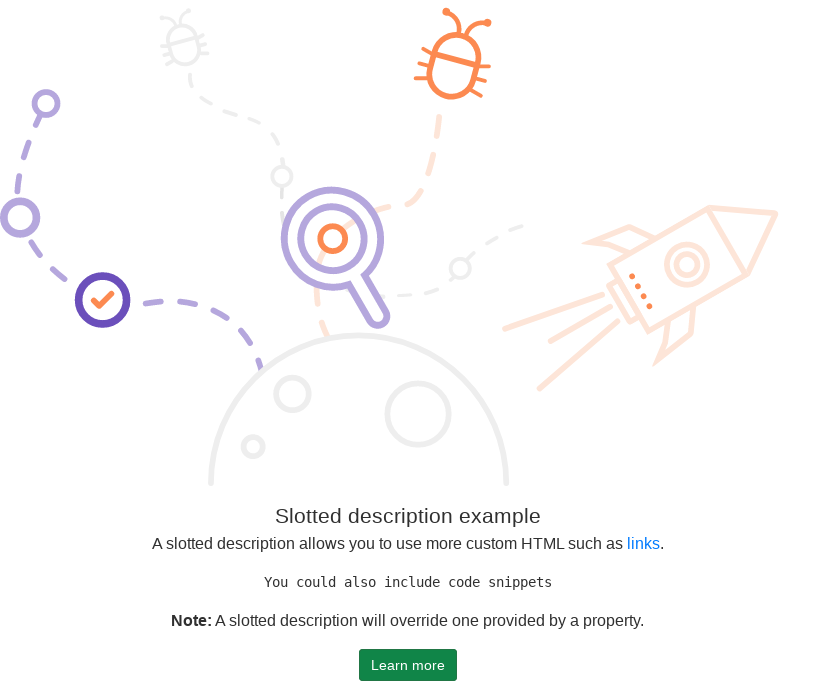 Slotted description example
A slotted description allows you to use more custom HTML such as links.
You could also include code snippets
Note: A slotted description will override one provided by a property.
Learn more